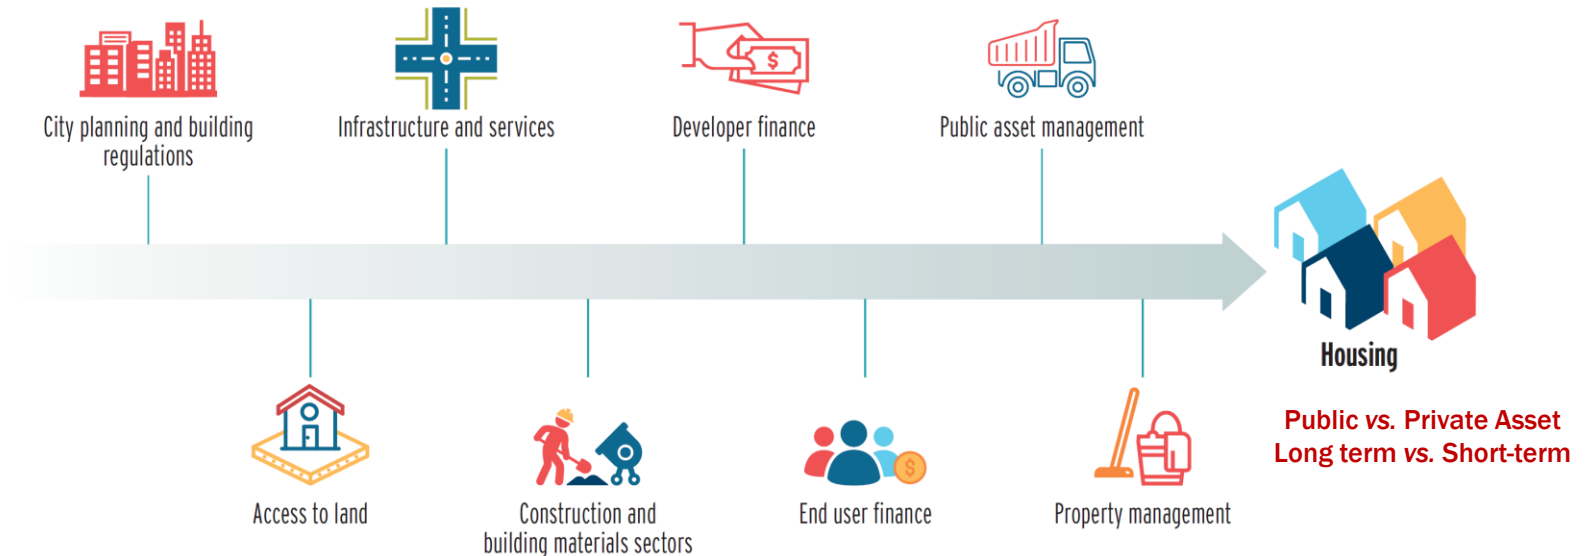 City planning and building
regulations
Infrastructure and services
Developer finance
Public asset management
$
Housing
Public vs. Private Asset
Long term vs. Short-term
Access to land
Construction and
building materials sectors
End user finance
$
Property management